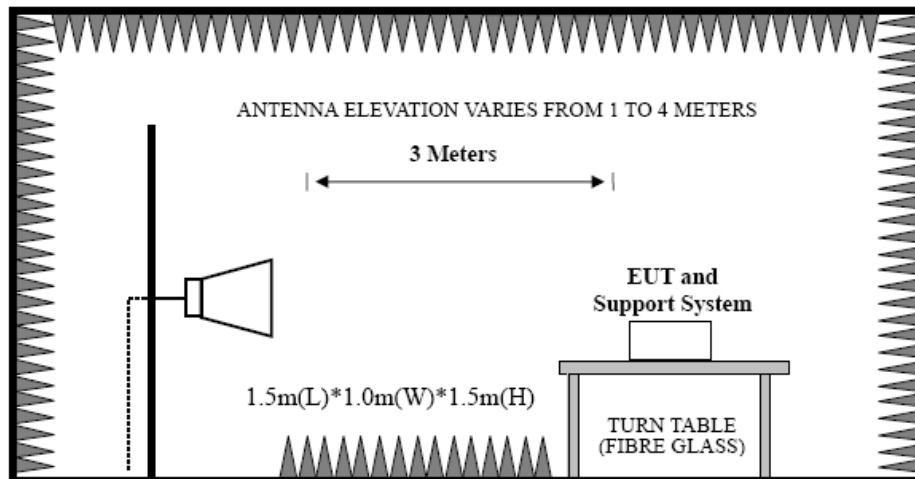 ANTENNA ELEVATION VARIES FROM 1 TO 4 METERS
3 Meters
EUT and
Support System
1.5m(L)*1.0m(W)*1.5m(H)
TURN TABLE
(FIBRE GLASS)